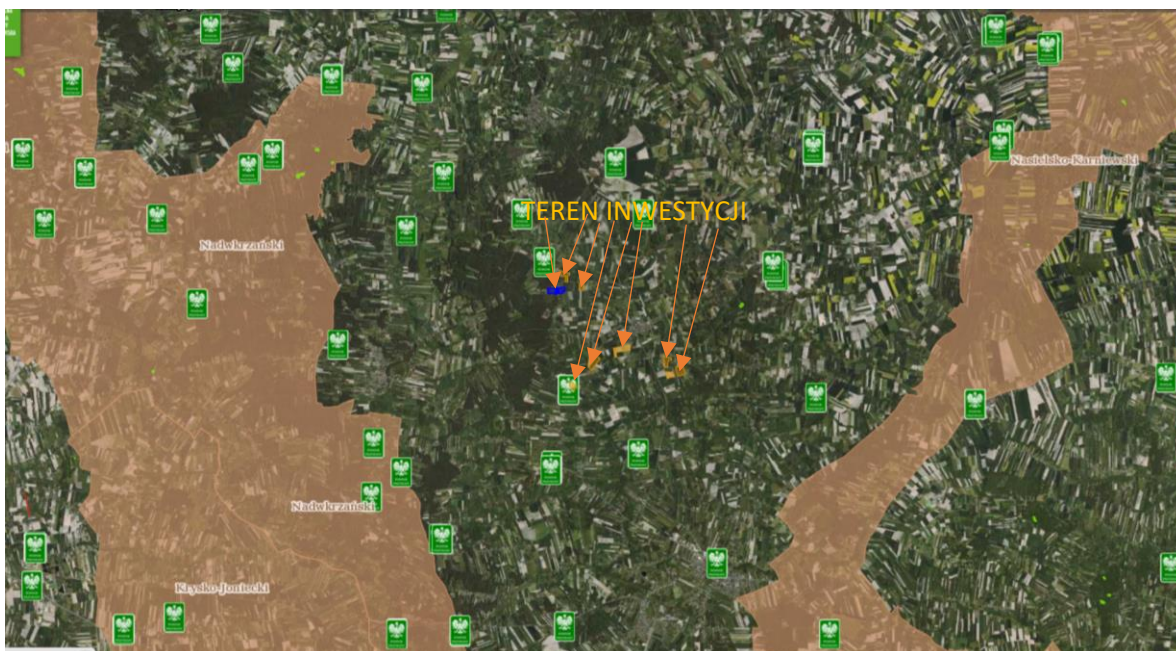 Nasielsko-Karniewski
TEREN INWESTYCJI
Nadwkrzański
Nadwkrzański
Krysko-Joniecki